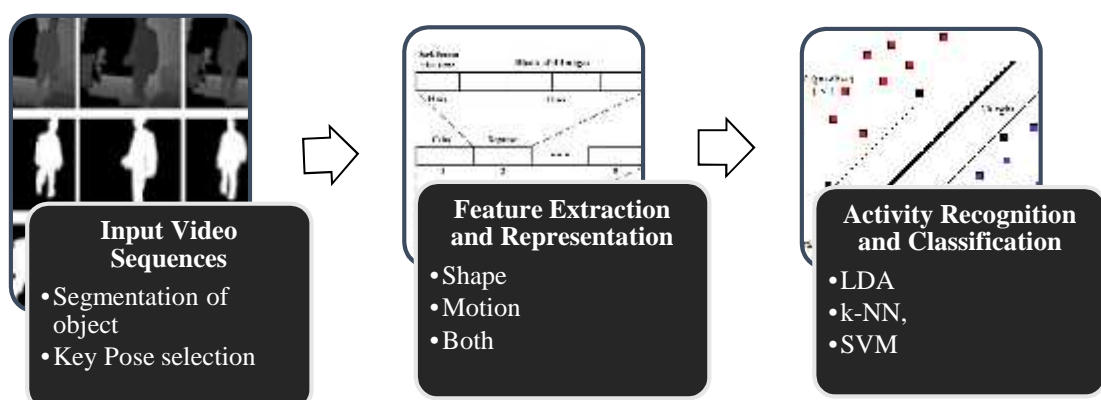 Input Video
Sequences
•Segmentation of
object
•Key Pose selection
Feature Extraction
and Representation
•Shape
•Motion
•Both
Activity Recognition
and Classification
•LDA
•k-NN,
•SVM